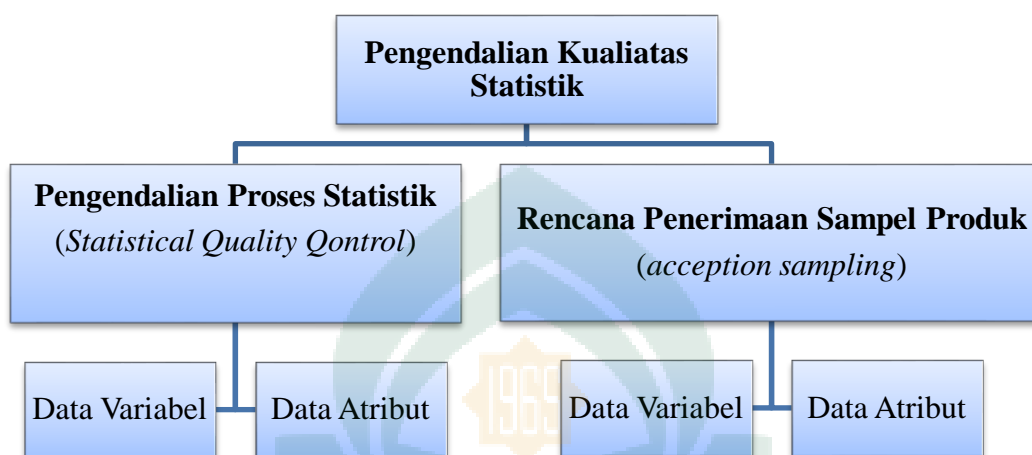 Pengendalian Kualiatas
Statistik
Pengendalian Proses Statistik
(Statistical Quality Qontrol)
Rencana Penerimaan Sampel Produk
(acception sampling)
Data Variabel
Data Atribut
Data Variabel
Data Atribut
1969